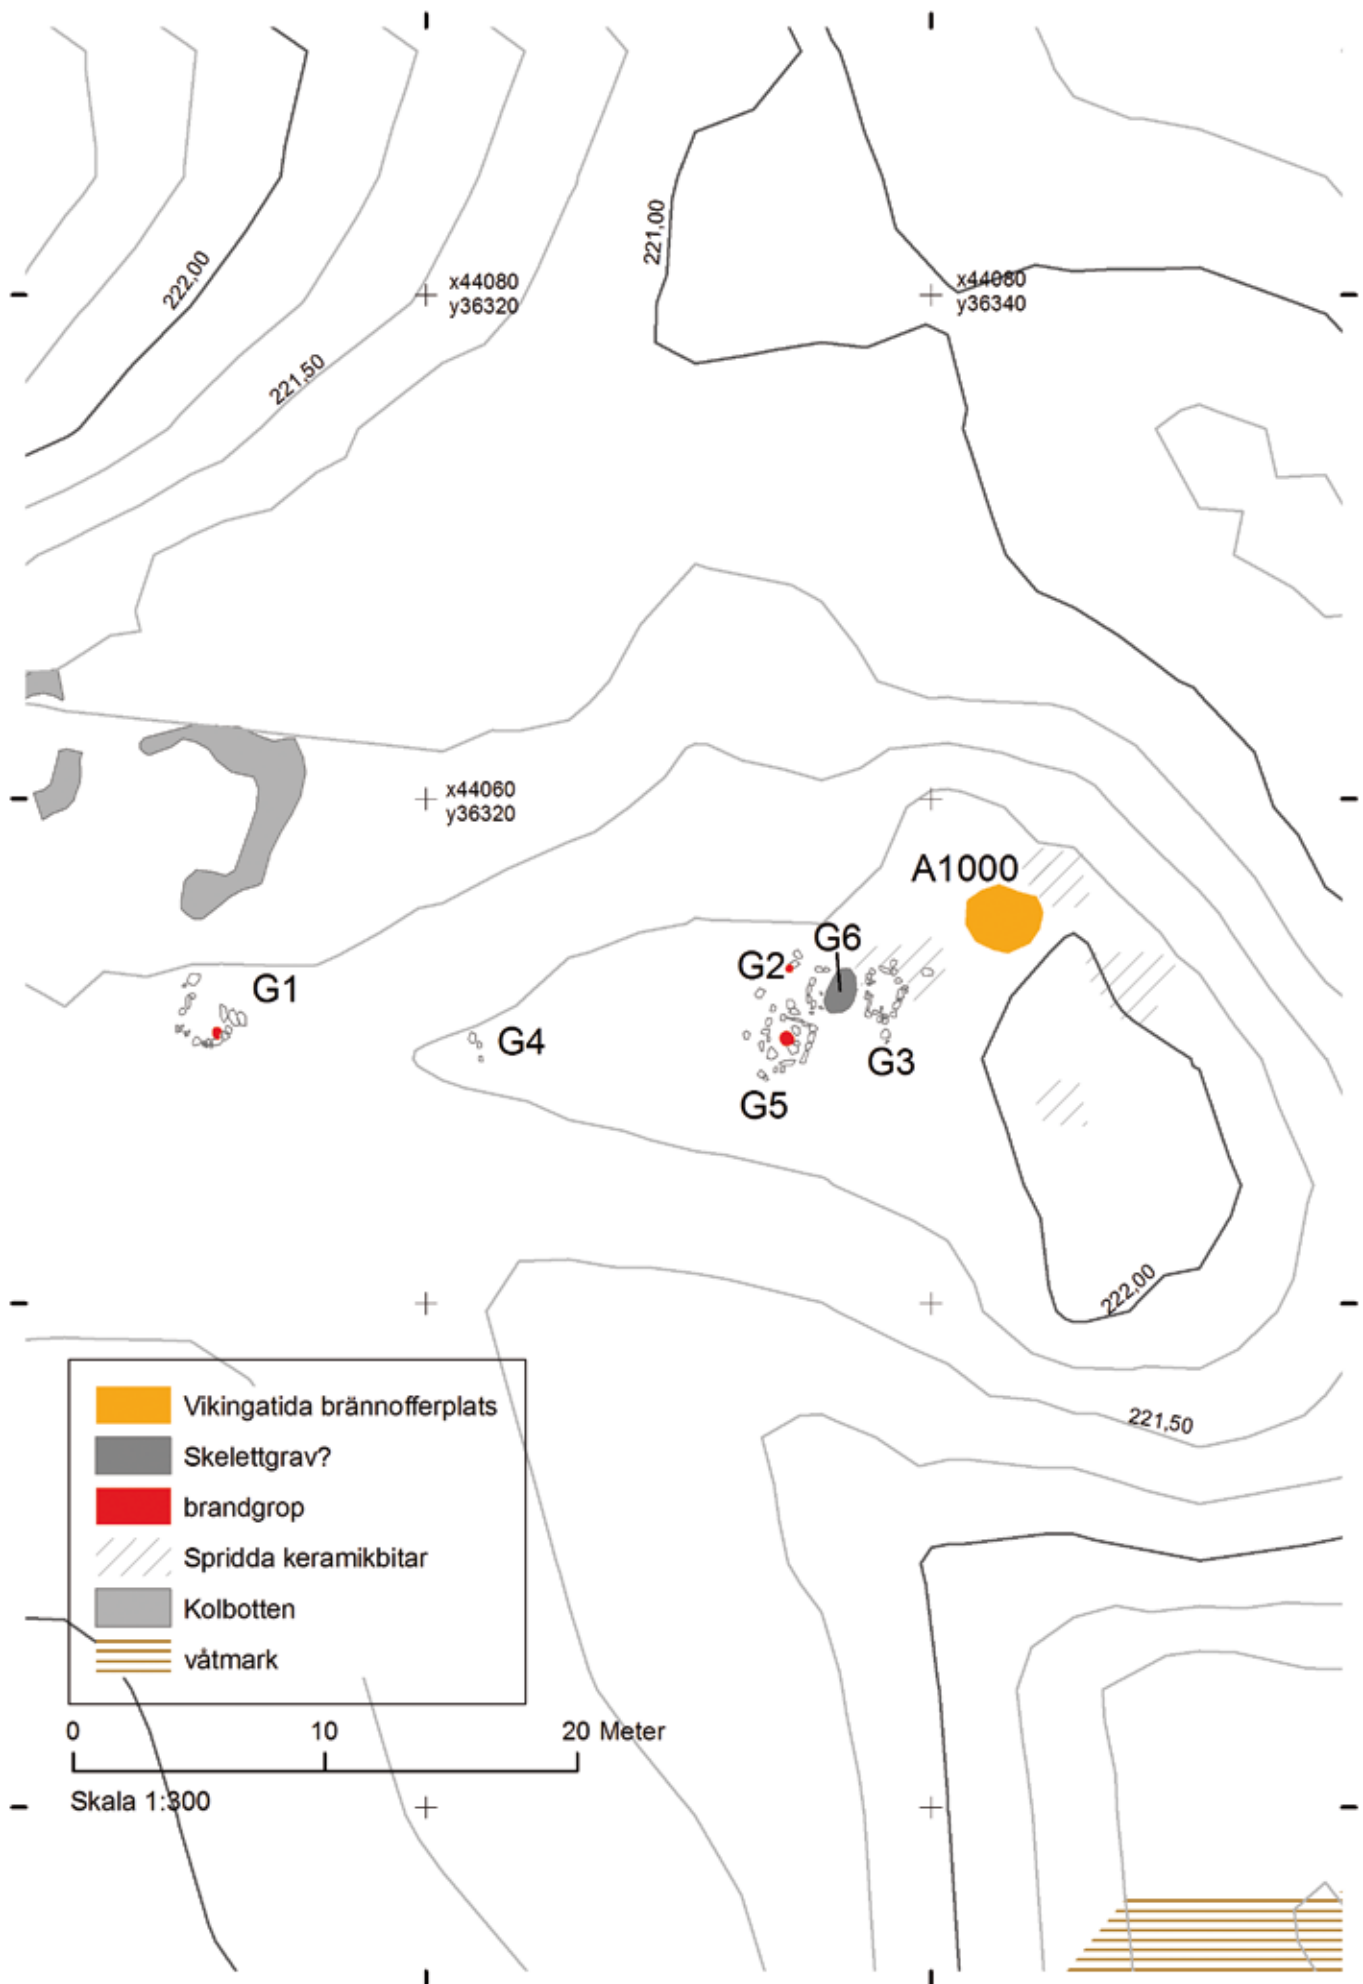 222,00
221,00
x44080
y36320
x44080
y36340
221,50
x44060
y36320
A1000
G6
G2
G1
G4
G3
G5
222,00
221,50
Vikingatida brännofferplats
Skelettgrav?
brandgrop
Spridda keramikbitar
Kolbotten
våtmark
0 10 20 Meter
Skala 1:300